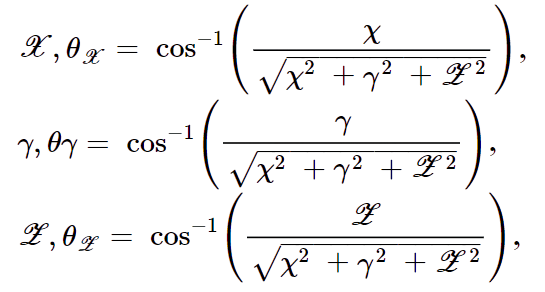 𝒳, θ_𝒳 = cos⁻¹(χ / √(χ² + γ² + 𝒵²)),
γ, θγ = cos⁻¹(γ / √(χ² + γ² + 𝒵²)),
𝒵, θ_𝒵 = cos⁻¹(𝒵 / √(χ² + γ² + 𝒵²)),